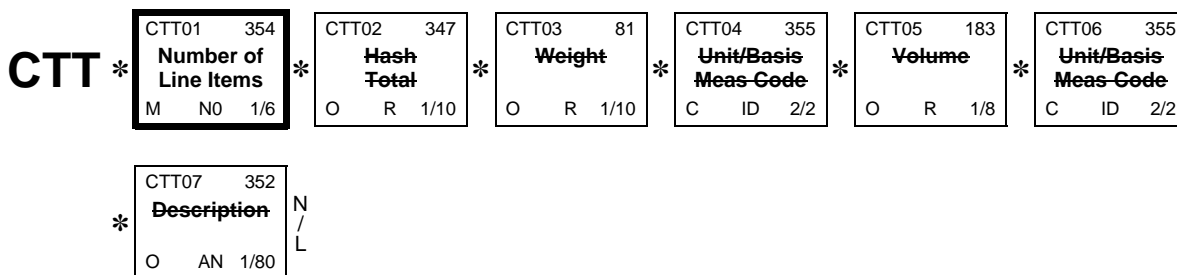 CTT01 354 CTT02 347 CTT03 81 CTT04 355 CTT05 183 CTT06 355
CTT * Number of Line Items * Hash Total * Weight * Unit/Basis Meas Code * Volume * Unit/Basis Meas Code
M N0 1/6 O R 1/10 O R 1/10 C ID 2/2 O R 1/8 C ID 2/2
CTT07 352
* Description N/L
O AN 1/80